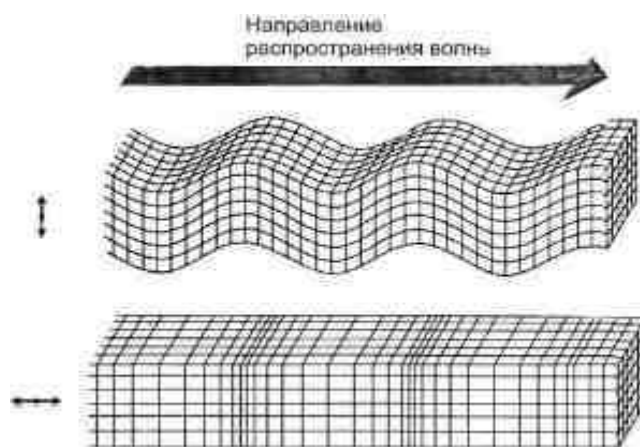 Направление
распространения волны